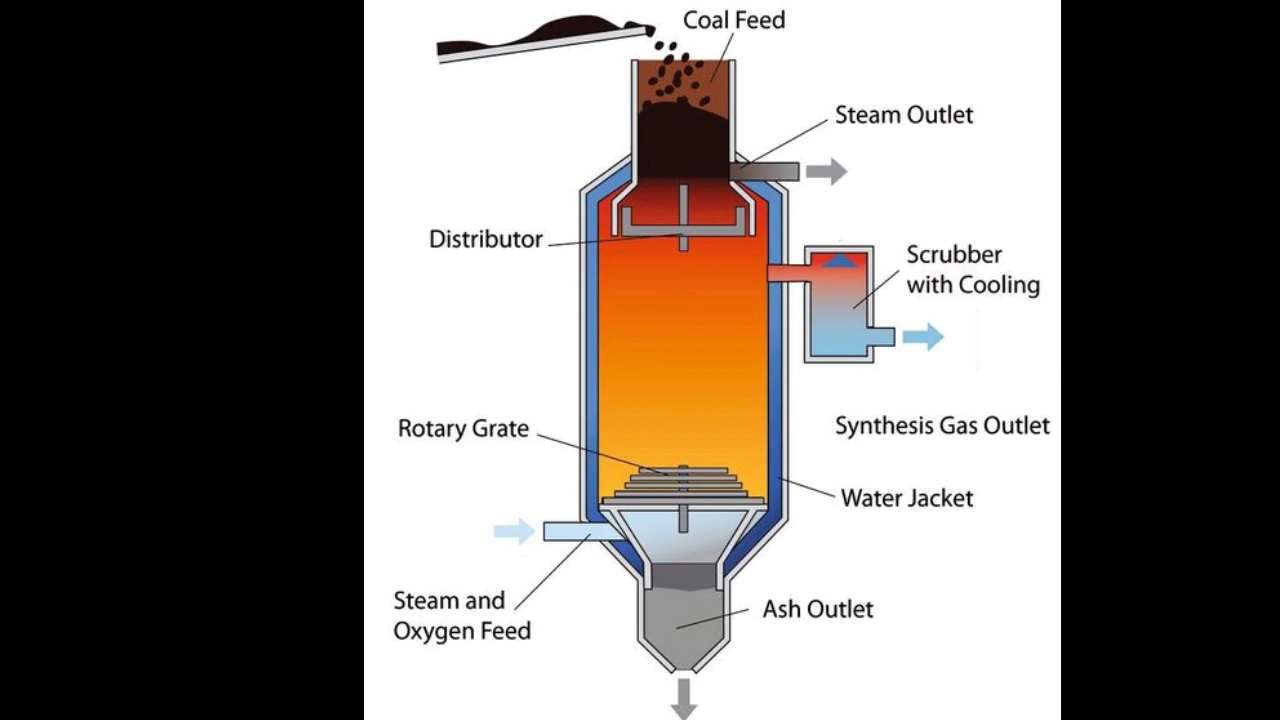 Coal Feed
Steam Outlet
Distributor
Scrubber
with Cooling
Rotary Grate
Synthesis Gas Outlet
Water Jacket
Steam and
Oxygen Feed
Ash Outlet